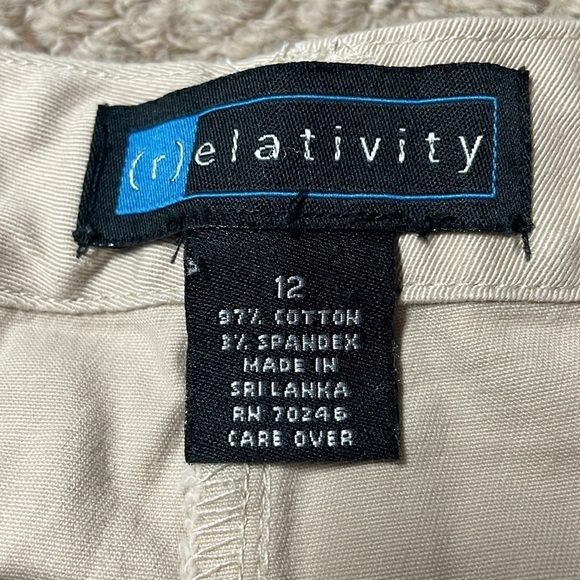 (r)elativity
12
97% COTTON
3% SPANDEX
MADE IN
SRI LANKA
RN 70246
CARE OVER